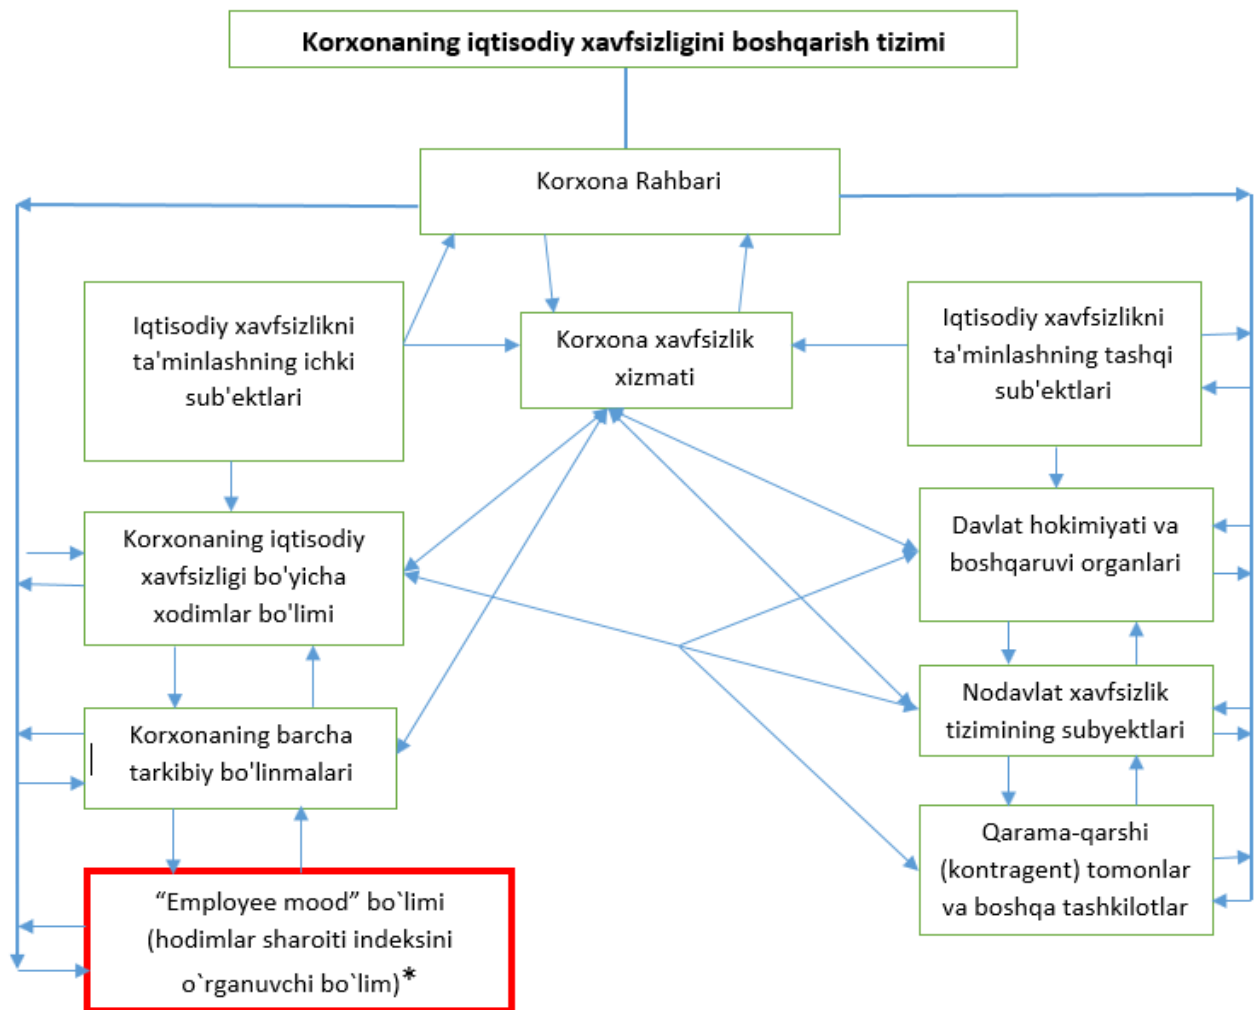 Korxonaning iqtisodiy xavfsizligini boshqarish tizimi
Korxona Rahbari
Iqtisodiy xavfsizlikni
ta'minlashning ichki
sub'ektlari
Korxona xavfsizlik
xizmati
Iqtisodiy xavfsizlikni
ta'minlashning tashqi
sub'ektlari
Korxonaning iqtisodiy
xavfsizligi bo'yicha
xodimlar bo'limi
Davlat hokimiyati va
boshqaruvi organlari
Korxonaning barcha
tarkibiy bo'linmalari
Nodavlat xavfsizlik
tizimining subyektlari
“Employee mood” bo`limi
(hodimlar sharoiti indeksini
o`rganuvchi bo`lim)*
Qarama-qarshi
(kontragent) tomonlar
va boshqa tashkilotlar